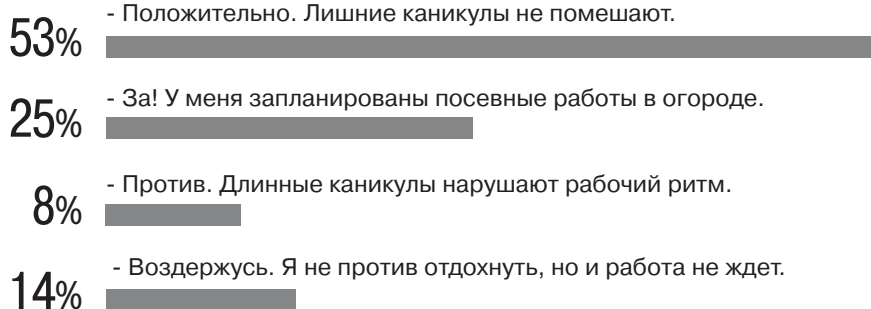 - Положительно. Лишние каникулы не помешают.
53%
- За! У меня запланированы посевные работы в огороде.
25%
- Против. Длинные каникулы нарушают рабочий ритм.
8%
- Воздержусь. Я не против отдохнуть, но и работа не ждет.
14%